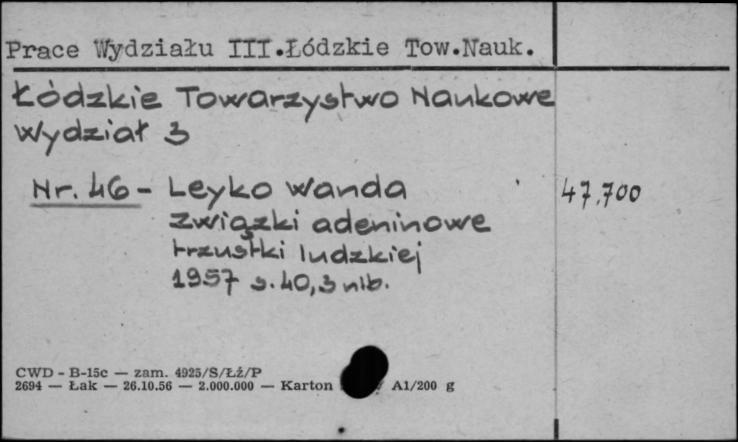 Prace Wydziału III.Łódzkie Tow.Nauk.
Łódzkie Towarzystwo Naukowe
Wydział 3
Nr. 46 - Leyko Wanda 47.700
Związki adeninowe
trzustki ludzkiej
1957 s. 40, 3 nlb.
CWD - B-15c — zam. 4925/S/Łż/P
2694 — Łak — 26.10.56 — 2.000.000 — Karton A1/200 g